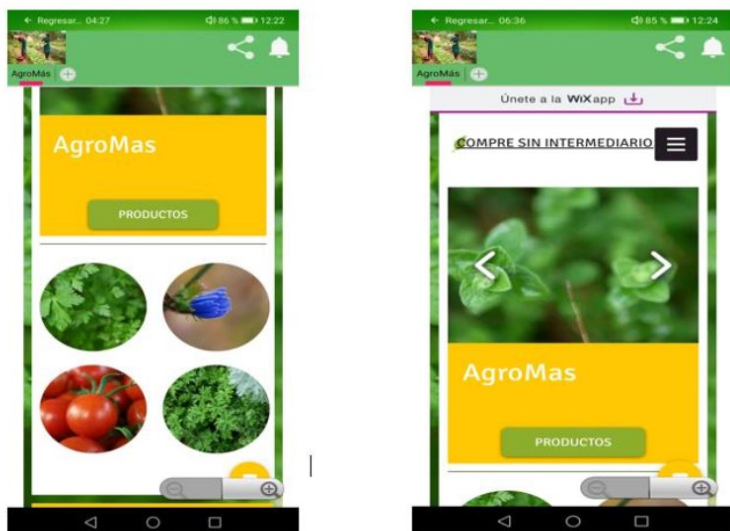 ← Regresar... 04:27 86 % 12:22
AgroMás
AgroMas
PRODUCTOS
← Regresar... 06:36 85 % 12:24
AgroMás
Únete a la WiXapp
COMPRE SIN INTERMEDIARIO
AgroMas
PRODUCTOS